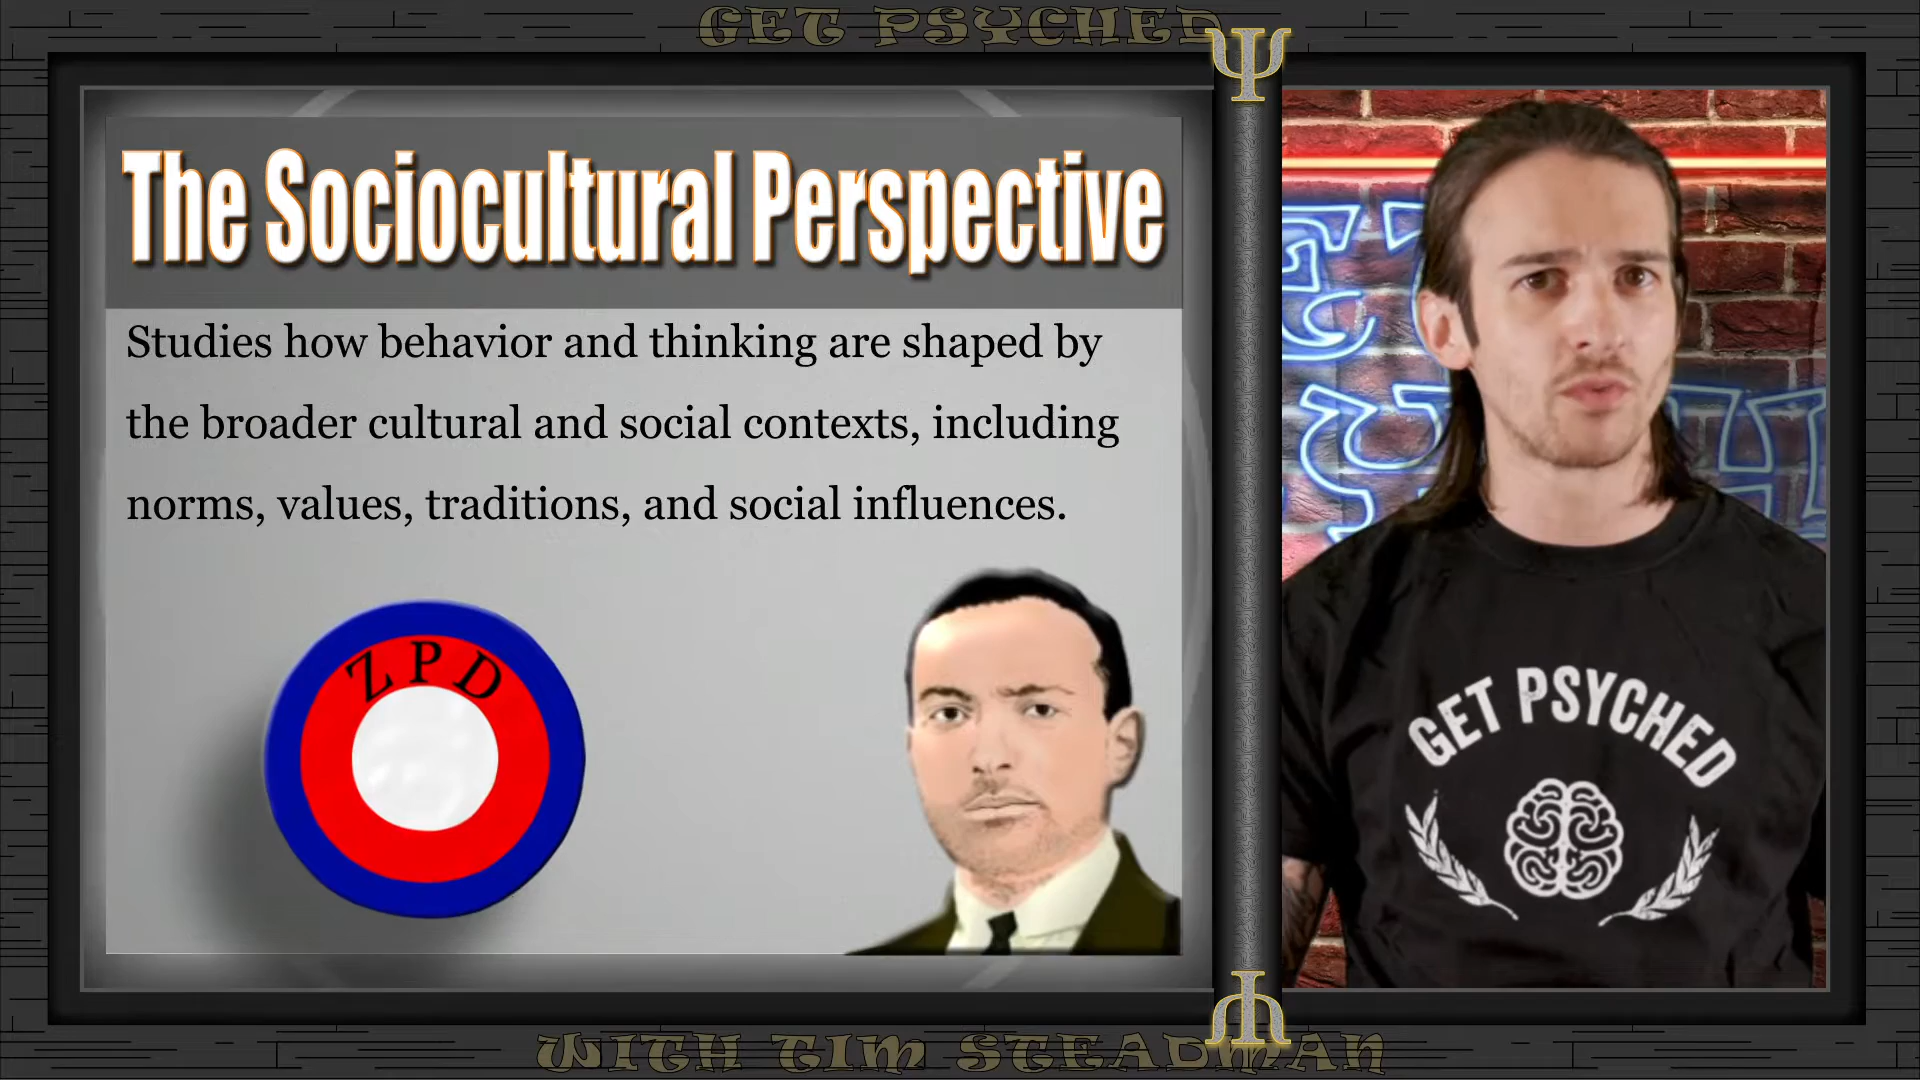 GET PSYCHED
The Sociocultural Perspective
Studies how behavior and thinking are shaped by
the broader cultural and social contexts, including
norms, values, traditions, and social influences.
ZPD
GET PSYCHED
WITH TIM STEADMAN